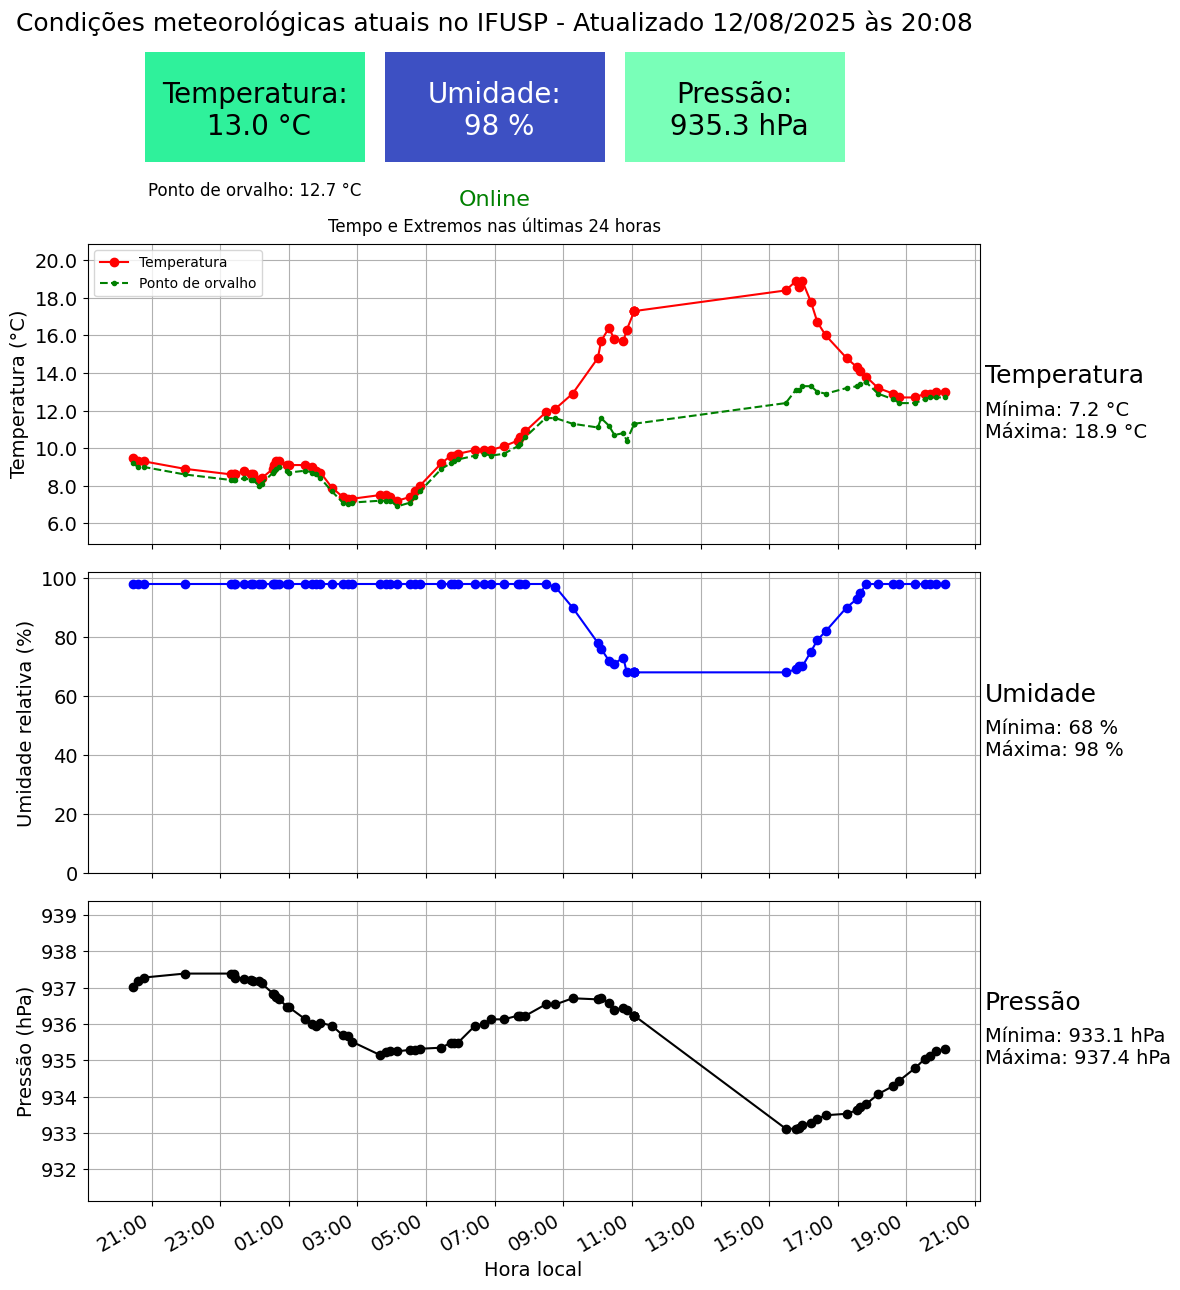 Condições meteorológicas atuais no IFUSP - Atualizado 12/08/2025 às 20:08
Temperatura:
13.0 °C
Umidade:
98 %
Pressão:
935.3 hPa
Ponto de orvalho: 12.7 °C
Online
Tempo e Extremos nas últimas 24 horas
Temperatura (°C)
20.0
18.0
16.0
14.0
12.0
10.0
8.0
6.0
Temperatura
Ponto de orvalho
Temperatura
Mínima: 7.2 °C
Máxima: 18.9 °C
Umidade relativa (%)
100
80
60
40
20
0
Umidade
Mínima: 68 %
Máxima: 98 %
Pressão (hPa)
939
938
937
936
935
934
933
932
Pressão
Mínima: 933.1 hPa
Máxima: 937.4 hPa
21:00
23:00
01:00
03:00
05:00
07:00
09:00
11:00
13:00
15:00
17:00
19:00
21:00
Hora local